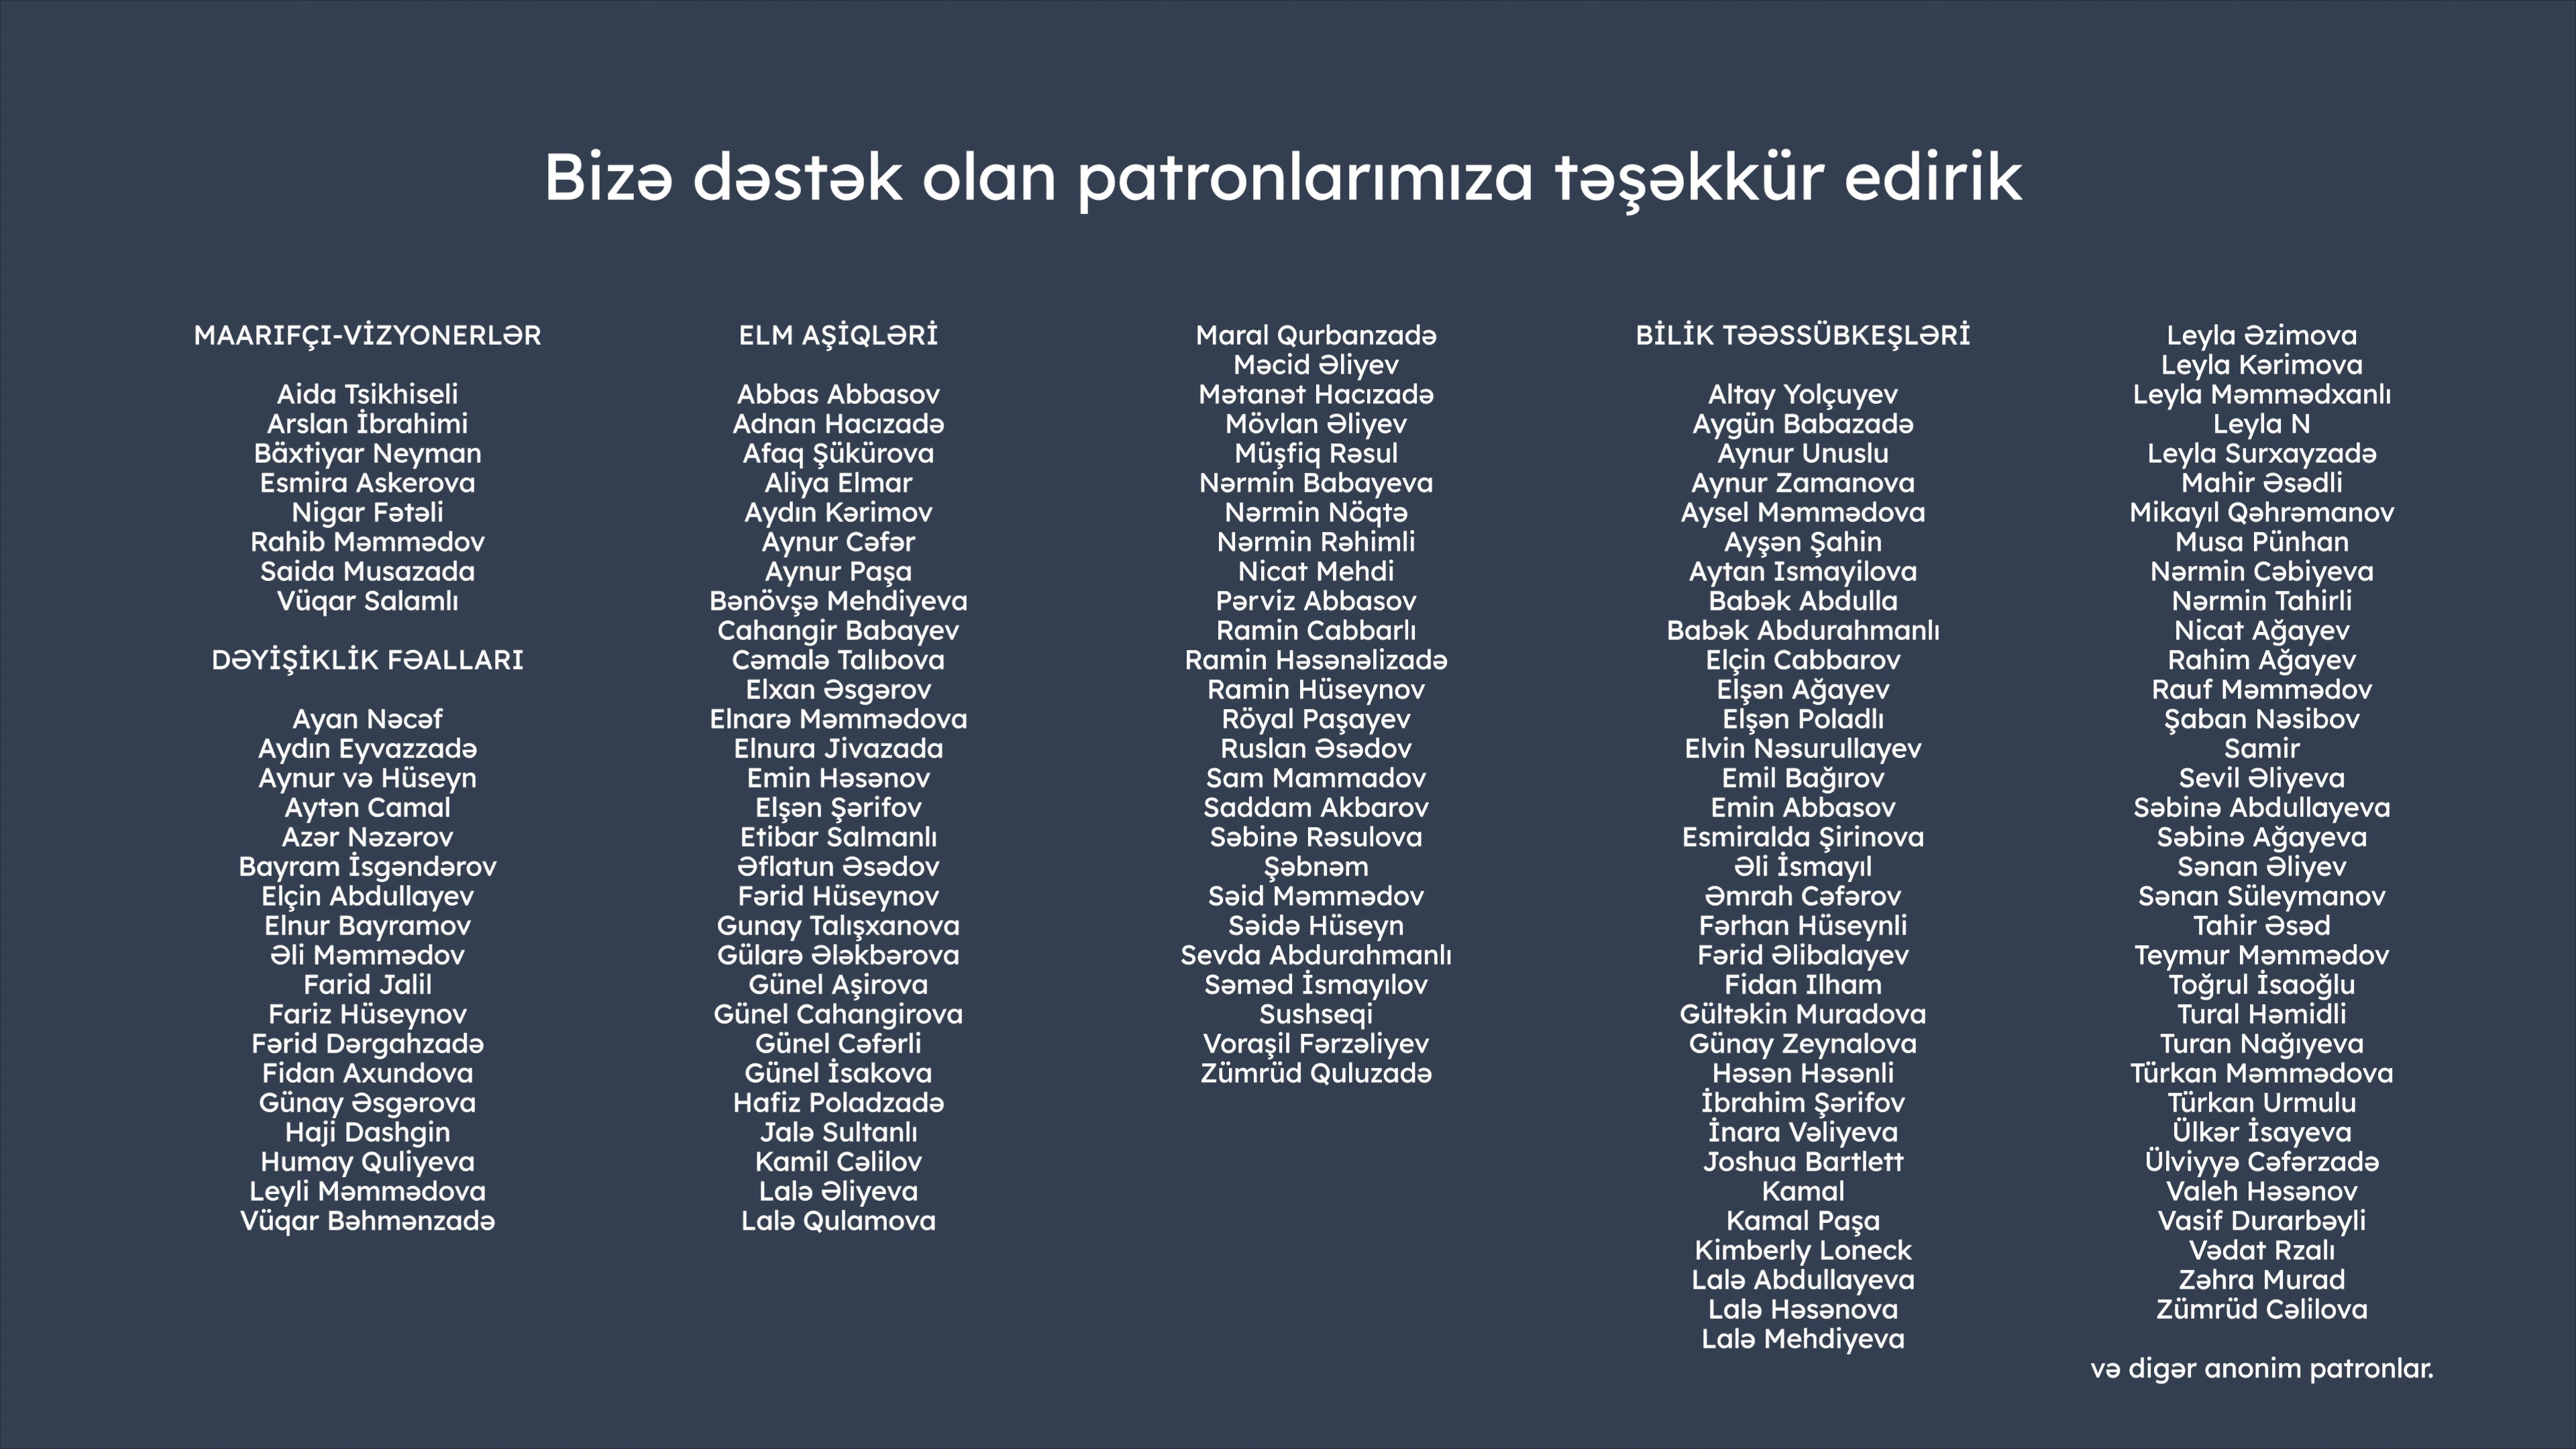 Bizə dəstək olan patronlarımıza təşəkkür edirik
MAARIFÇI-VİZYONERLƏR
Aida Tsikhiseli
Arslan İbrahimi
Bäxtiyar Neyman
Esmira Askerova
Nigar Fətəli
Rahib Məmmədov
Saida Musazada
Vüqar Salamlı
DƏYİŞİKLİK FƏALLARI
Ayan Nəcəf
Aydın Eyvazzadə
Aynur və Hüseyn
Aytən Camal
Azər Nəzərov
Bayram İsgəndərov
Elçin Abdullayev
Elnur Bayramov
Əli Məmmədov
Farid Jalil
Fariz Hüseynov
Fərid Dərgahzadə
Fidan Axundova
Günay Əsgərova
Haji Dashgin
Humay Quliyeva
Leyli Məmmədova
Vüqar Bəhmənzadə
ELM AŞİQLƏRİ
Abbas Abbasov
Adnan Hacızadə
Afaq Şükürova
Aliya Elmar
Aydın Kərimov
Aynur Cəfər
Aynur Paşa
Bənövşə Mehdiyeva
Cahangir Babayev
Cəmalə Talıbova
Elxan Əsgərov
Elnarə Məmmədova
Elnura Jivazada
Emin Həsənov
Elşən Şərifov
Etibar Salmanlı
Əflatun Əsədov
Fərid Hüseynov
Gunay Talışxanova
Gülarə Ələkbərova
Günel Aşirova
Günel Cahangirova
Günel Cəfərli
Günel İsakova
Hafiz Poladzadə
Jalə Sultanlı
Kamil Cəlilov
Lalə Əliyeva
Lalə Qulamova
Maral Qurbanzadə
Məcid Əliyev
Mətanət Hacızadə
Mövlan Əliyev
Müşfiq Rəsul
Nərmin Babayeva
Nərmin Nöqtə
Nərmin Rəhimli
Nicat Mehdi
Pərviz Abbasov
Ramin Cabbarlı
Ramin Həsənəlizadə
Ramin Hüseynov
Röyal Paşayev
Ruslan Əsədov
Sam Mammadov
Saddam Akbarov
Səbinə Rəsulova
Şəbnəm
Səid Məmmədov
Səidə Hüseyn
Sevda Abdurahmanlı
Səməd İsmayılov
Sushseqi
Voraşil Fərzəliyev
Zümrüd Quluzadə
BİLİK TƏƏSSÜBKEŞLƏRİ
Altay Yolçuyev
Aygün Babazadə
Aynur Unuslu
Aynur Zamanova
Aysel Məmmədova
Ayşən Şahin
Aytan Ismayilova
Babək Abdulla
Babək Abdurahmanlı
Elçin Cabbarov
Elşən Ağayev
Elşən Poladlı
Elvin Nəsurullayev
Emil Bağırov
Emin Abbasov
Esmiralda Şirinova
Əli İsmayıl
Əmrah Cəfərov
Fərhan Hüseynli
Fərid Əlibalayev
Fidan Ilham
Gültəkin Muradova
Günay Zeynalova
Həsən Həsənli
İbrahim Şərifov
İnara Vəliyeva
Joshua Bartlett
Kamal
Kamal Paşa
Kimberly Loneck
Lalə Abdullayeva
Lalə Həsənova
Lalə Mehdiyeva
Leyla Əzimova
Leyla Kərimova
Leyla Məmmədxanlı
Leyla N
Leyla Surxayzadə
Mahir Əsədli
Mikayıl Qəhrəmanov
Musa Pünhan
Nərmin Cəbiyeva
Nərmin Tahirli
Nicat Ağayev
Rahim Ağayev
Rauf Məmmədov
Şaban Nəsibov
Samir
Sevil Əliyeva
Səbinə Abdullayeva
Səbinə Ağayeva
Sənan Əliyev
Sənan Süleymanov
Tahir Əsəd
Teymur Məmmədov
Toğrul İsaoğlu
Tural Həmidli
Turan Nağıyeva
Türkan Məmmədova
Türkan Urmulu
Ülkər İsayeva
Ülviyyə Cəfərzadə
Valeh Həsənov
Vasif Durarbəyli
Vədat Rzalı
Zəhra Murad
Zümrüd Cəlilova
və digər anonim patronlar.